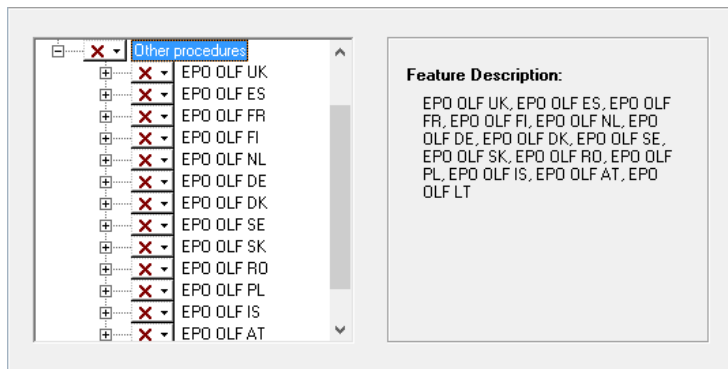 Other procedures
EPO OLF UK
EPO OLF ES
EPO OLF FR
EPO OLF FI
EPO OLF NL
EPO OLF DE
EPO OLF DK
EPO OLF SE
EPO OLF SK
EPO OLF RO
EPO OLF PL
EPO OLF IS
EPO OLF AT
Feature Description:
EPO OLF UK, EPO OLF ES, EPO OLF
FR, EPO OLF FI, EPO OLF NL, EPO
OLF DE, EPO OLF DK, EPO OLF SE,
EPO OLF SK, EPO OLF RO, EPO OLF
PL, EPO OLF IS, EPO OLF AT, EPO
OLF LT